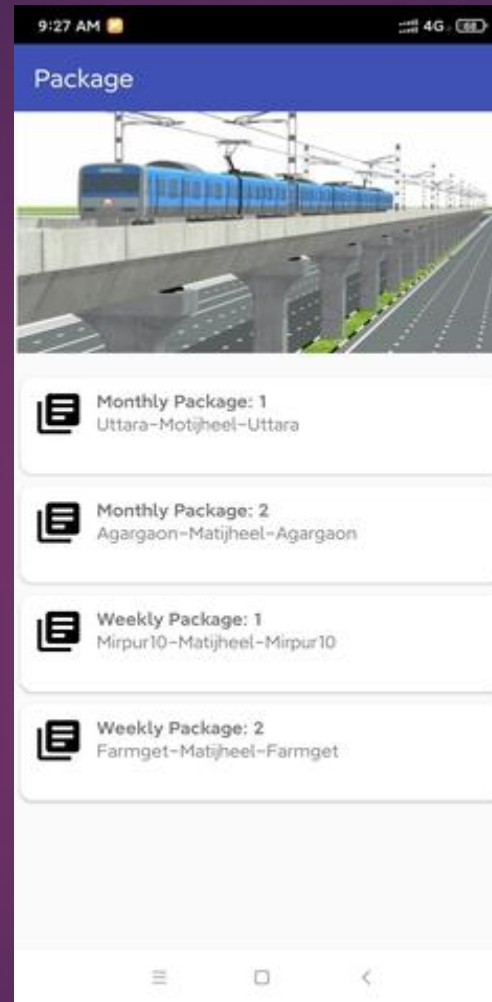 9:27 AM 4G 68
Package
Monthly Package: 1
Uttara-Motijheel-Uttara
Monthly Package: 2
Agargaon-Matijheel-Agargaon
Weekly Package: 1
Mirpur10-Matijheel-Mirpur10
Weekly Package: 2
Farmget-Matijheel-Farmget